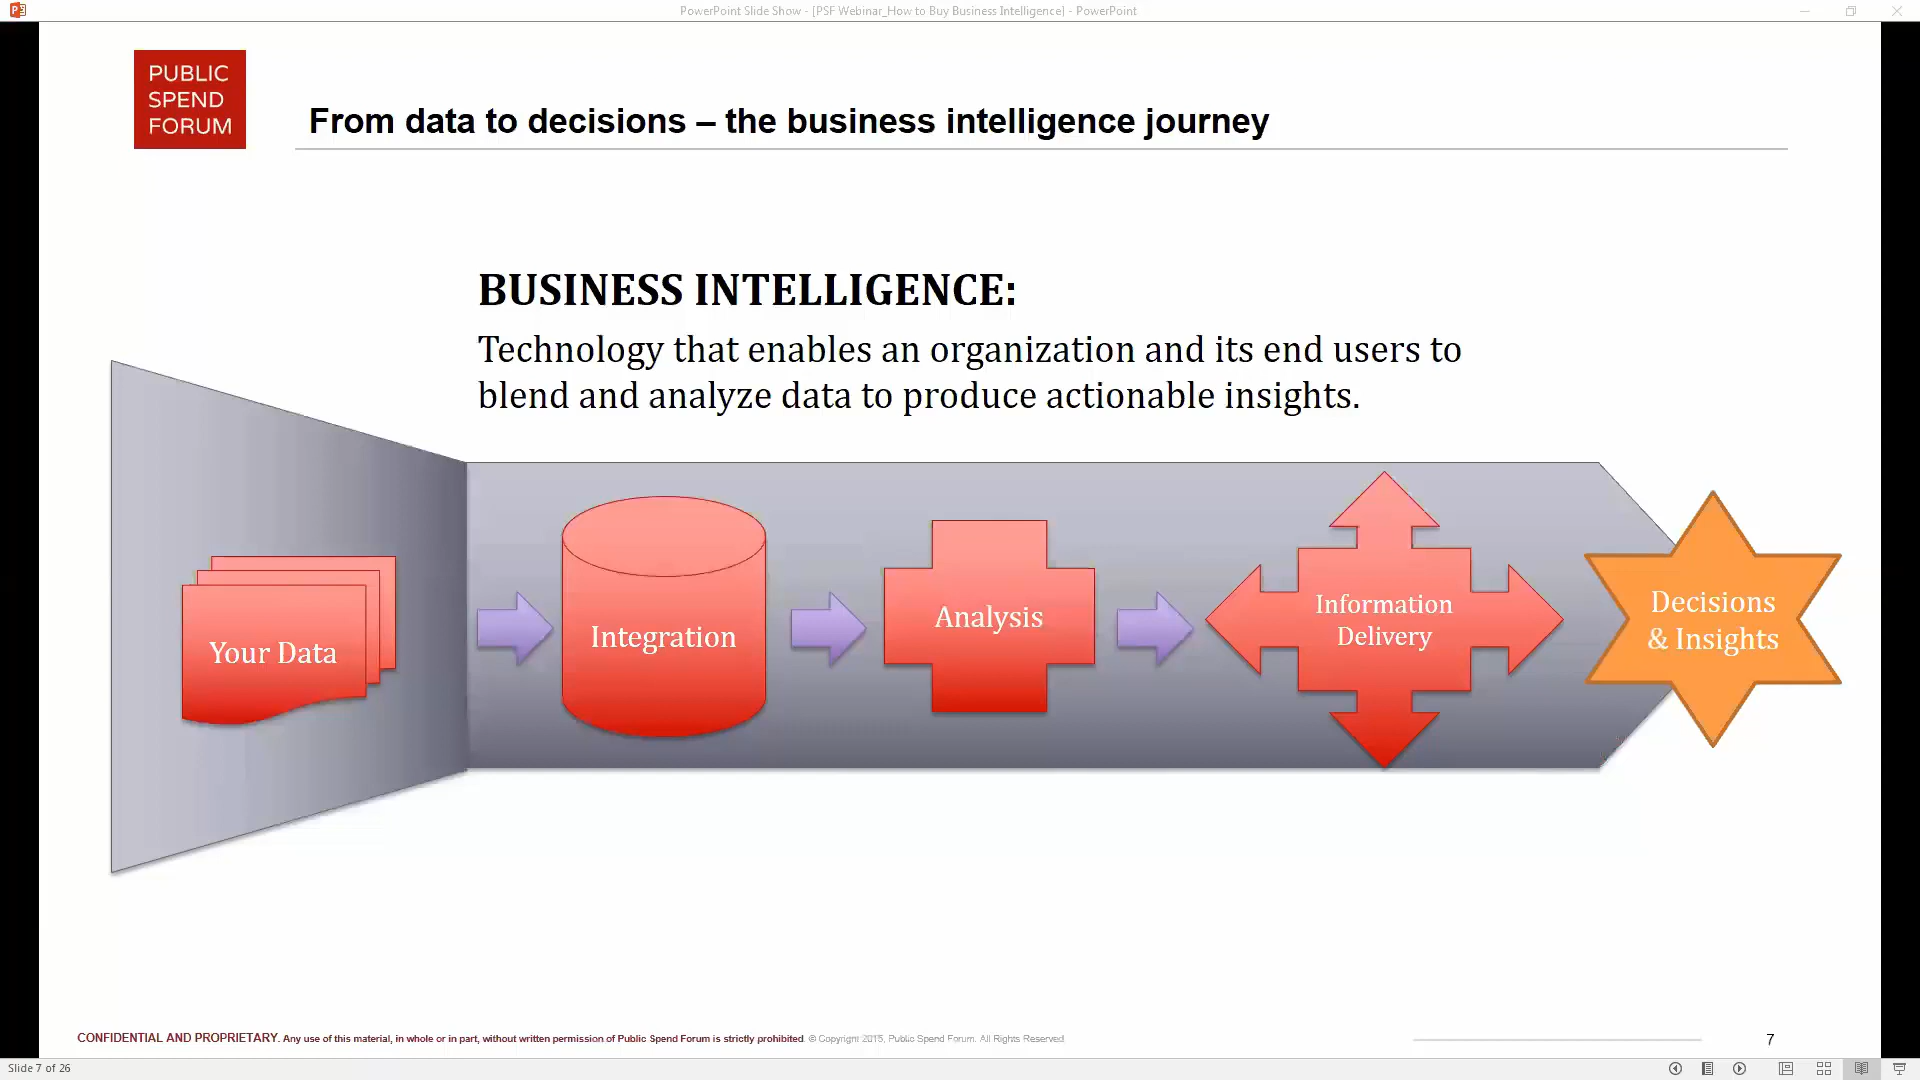 PowerPoint Slide Show - [PSF Webinar_How to Buy Business Intelligence] - PowerPoint
PUBLIC
SPEND
FORUM
From data to decisions – the business intelligence journey
BUSINESS INTELLIGENCE:
Technology that enables an organization and its end users to
blend and analyze data to produce actionable insights.
Your Data
Integration
Analysis
Information
Delivery
Decisions
& Insights
CONFIDENTIAL AND PROPRIETARY. Any use of this material, in whole or in part, without written permission of Public Spend Forum is strictly prohibited. © Copyright 2015, Public Spend Forum. All Rights Reserved.
7
Slide 7 of 26